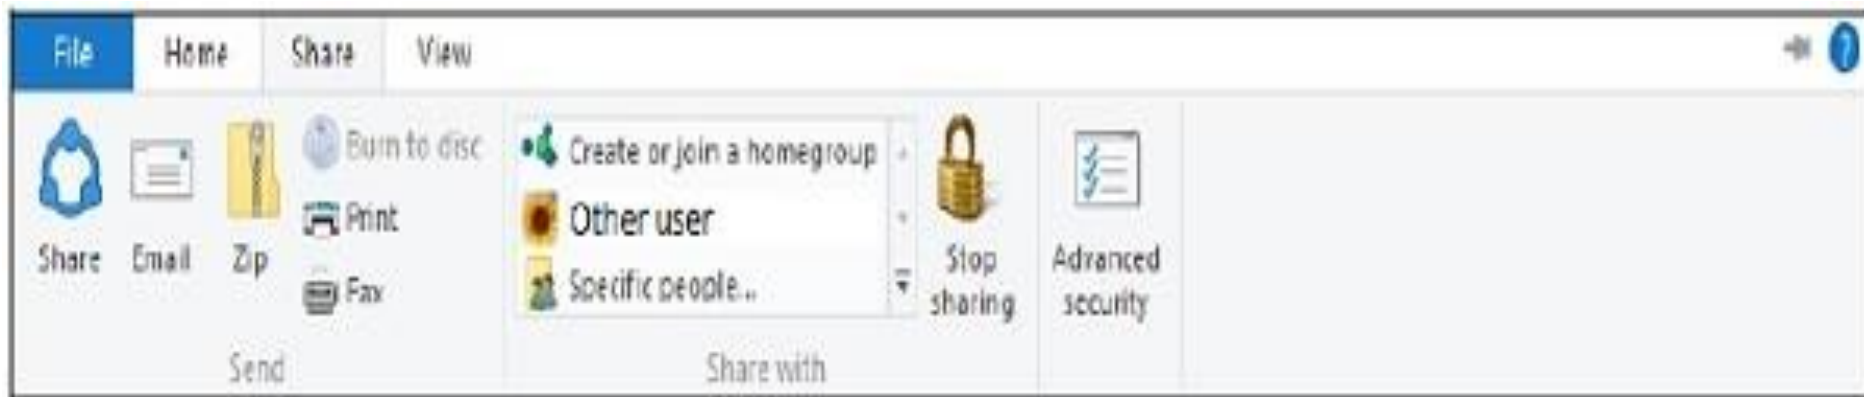 File Home Share View ?
Share
Email
Zip
Burn to disc
Print
Fax
Send
Create or join a homegroup
Other user
Specific people...
Stop
sharing
Share with
Advanced
security